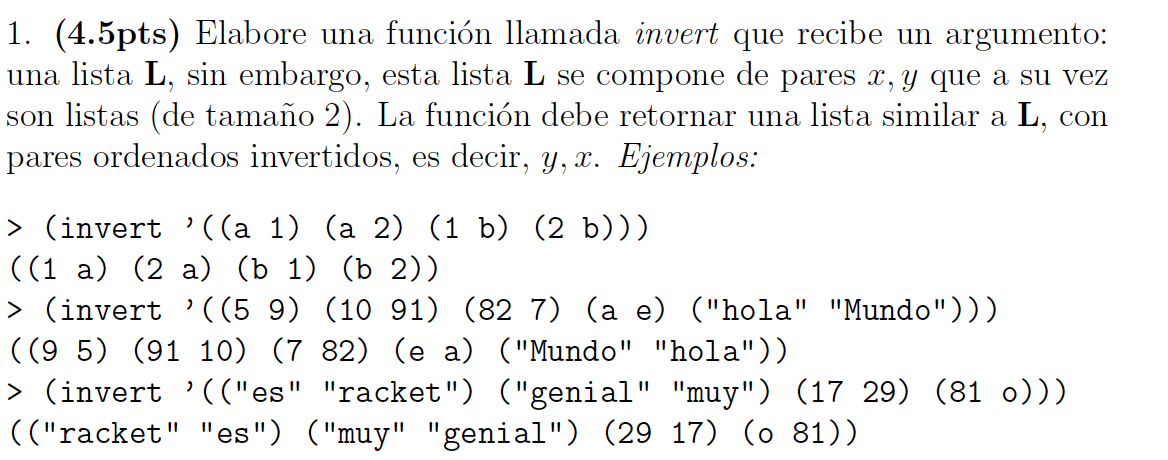 1. (4.5pts) Elabore una función llamada invert que recibe un argumento:
una lista L, sin embargo, esta lista L se compone de pares x, y que a su vez
son listas (de tamaño 2). La función debe retornar una lista similar a L, con
pares ordenados invertidos, es decir, y, x. Ejemplos:
> (invert ’((a 1) (a 2) (1 b) (2 b)))
((1 a) (2 a) (b 1) (b 2))
> (invert ’((5 9) (10 91) (82 7) (a e) ("hola" "Mundo")))
((9 5) (91 10) (7 82) (e a) ("Mundo" "hola"))
> (invert ’(("es" "racket") ("genial" "muy") (17 29) (81 o)))
(("racket" "es") ("muy" "genial") (29 17) (o 81))